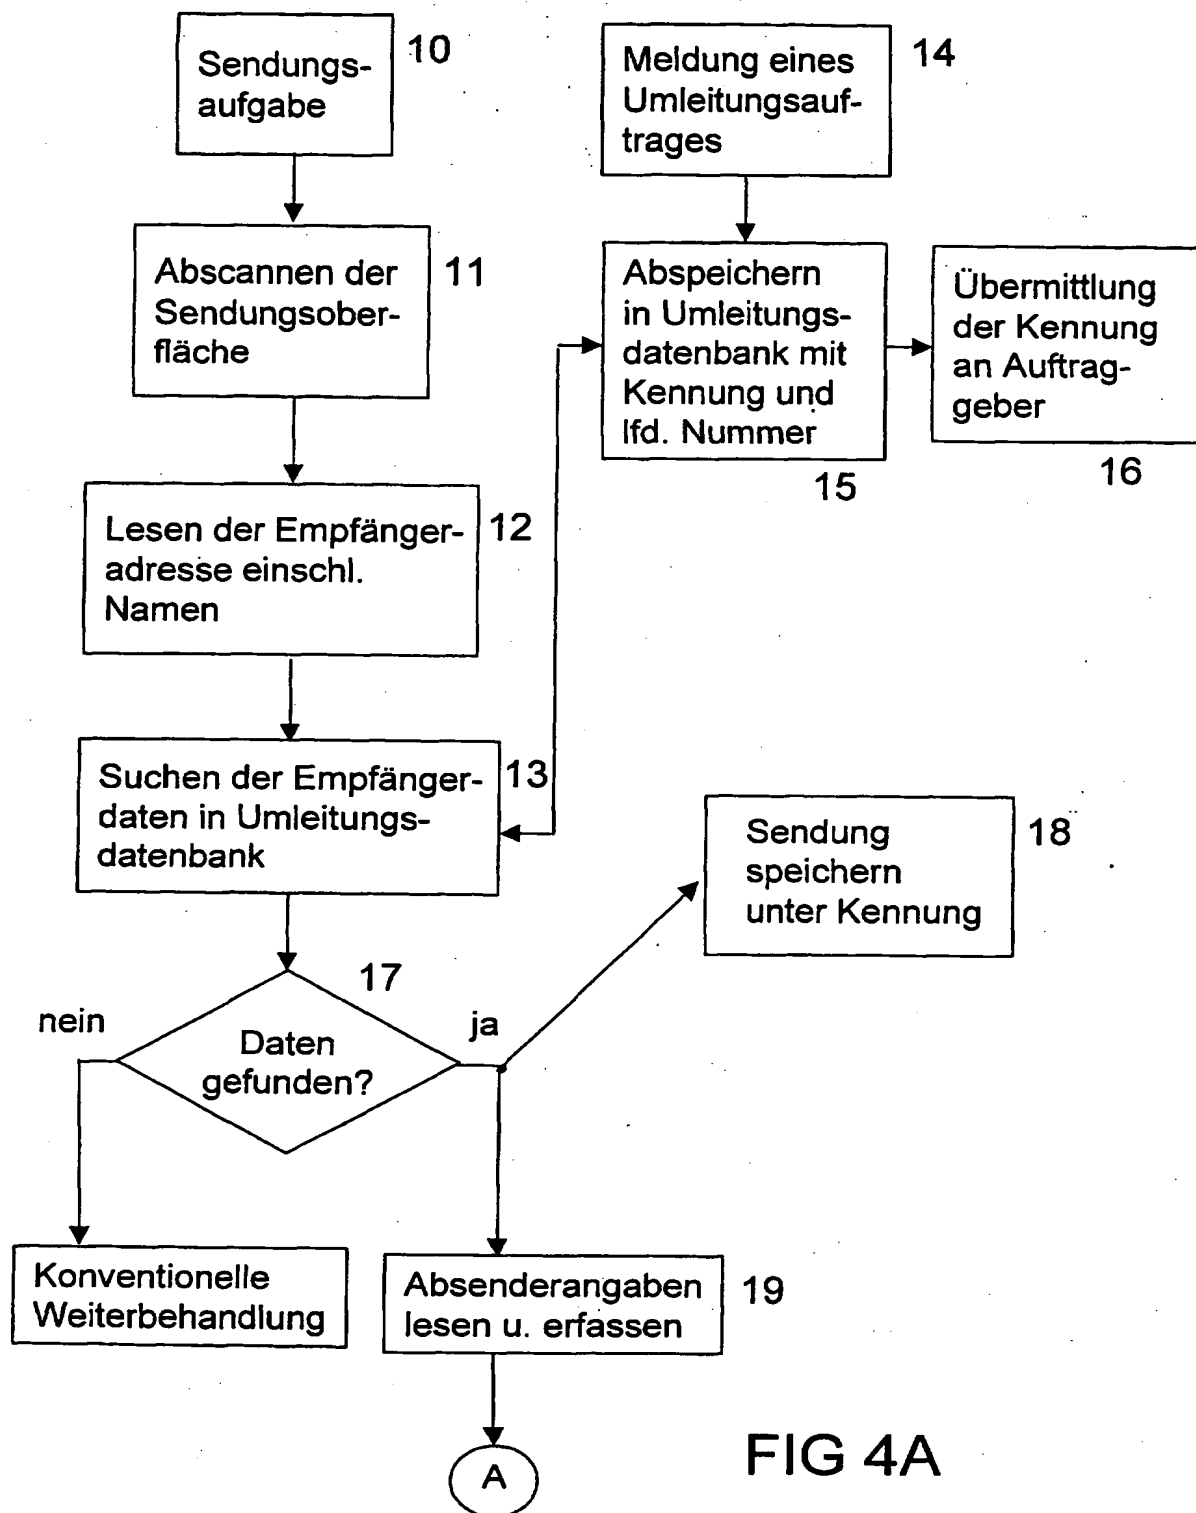 Sendungs-
aufgabe
10
Abscannen der
Sendungsober-
fläche
11
Lesen der Empfänger-
adresse einschl.
Namen
12
Suchen der Empfänger-
daten in Umleitungs-
datenbank
13
Meldung eines
Umleitungsauf-
trages
14
Abspeichern
in Umleitungs-
datenbank mit
Kennung und
lfd. Nummer
15
Übermittlung
der Kennung
an Auftrag-
geber
16
17
nein
ja
Daten
gefunden?
Sendung
speichern
unter Kennung
18
Konventionelle
Weiterbehandlung
Absenderangaben
lesen u. erfassen
19
A
FIG 4A